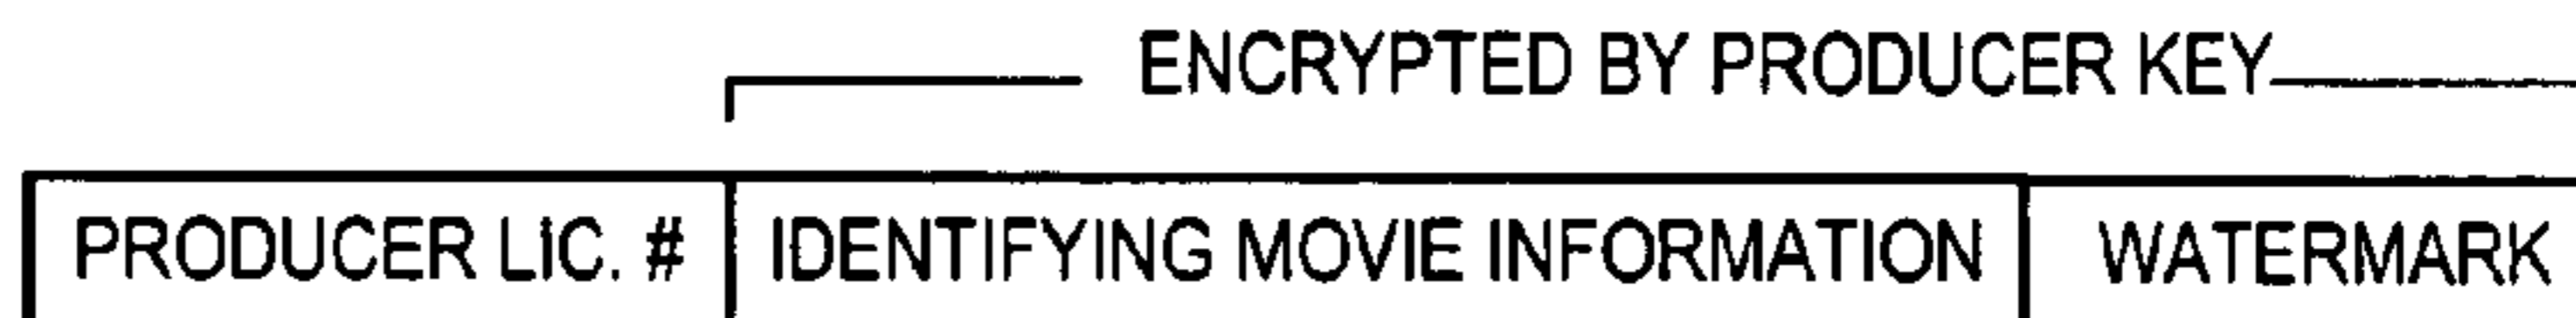 ENCRYPTED BY PRODUCER KEY
PRODUCER LIC. # IDENTIFYING MOVIE INFORMATION WATERMARK